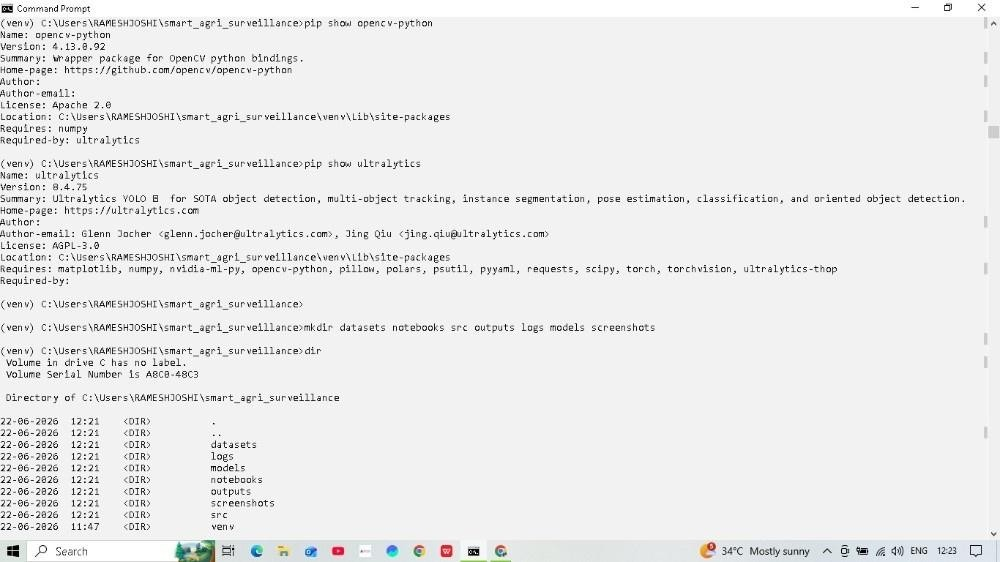 Command Prompt
(venv) C:\Users\RAMESHJOSHI\smart_agri_surveillance>pip show opencv-python
Name: opencv-python
Version: 4.13.0.92
Summary: Wrapper package for OpenCV python bindings.
Home-page: https://github.com/opencv/opencv-python
Author:
Author-email:
License: Apache 2.0
Location: C:\Users\RAMESHJOSHI\smart_agri_surveillance\venv\Lib\site-packages
Requires: numpy
Required-by: ultralytics
(venv) C:\Users\RAMESHJOSHI\smart_agri_surveillance>pip show ultralytics
Name: ultralytics
Version: 8.4.75
Summary: Ultralytics YOLO for SOTA object detection, multi-object tracking, instance segmentation, pose estimation, classification, and oriented object detection.
Home-page: https://ultralytics.com
Author:
Author-email: Glenn Jocher <glenn.jocher@ultralytics.com>, Jing Qiu <jing.qiu@ultralytics.com>
License: AGPL-3.0
Location: C:\Users\RAMESHJOSHI\smart_agri_surveillance\venv\Lib\site-packages
Requires: matplotlib, numpy, nvidia-ml-py, opencv-python, pillow, polars, psutil, pyyaml, requests, scipy, torch, torchvision, ultralytics-thop
Required-by:
(venv) C:\Users\RAMESHJOSHI\smart_agri_surveillance>
(venv) C:\Users\RAMESHJOSHI\smart_agri_surveillance>mkdir datasets notebooks src outputs logs models screenshots
(venv) C:\Users\RAMESHJOSHI\smart_agri_surveillance>dir
Volume in drive C has no label.
Volume Serial Number is A8C0-48C3
Directory of C:\Users\RAMESHJOSHI\smart_agri_surveillance
22-06-2026 12:21 <DIR> .
22-06-2026 12:21 <DIR> ..
22-06-2026 12:21 <DIR> datasets
22-06-2026 12:21 <DIR> logs
22-06-2026 12:21 <DIR> models
22-06-2026 12:21 <DIR> notebooks
22-06-2026 12:21 <DIR> outputs
22-06-2026 12:21 <DIR> screenshots
22-06-2026 12:21 <DIR> src
22-06-2026 11:47 <DIR> venv
Search
34°C Mostly sunny
ENG
12:23